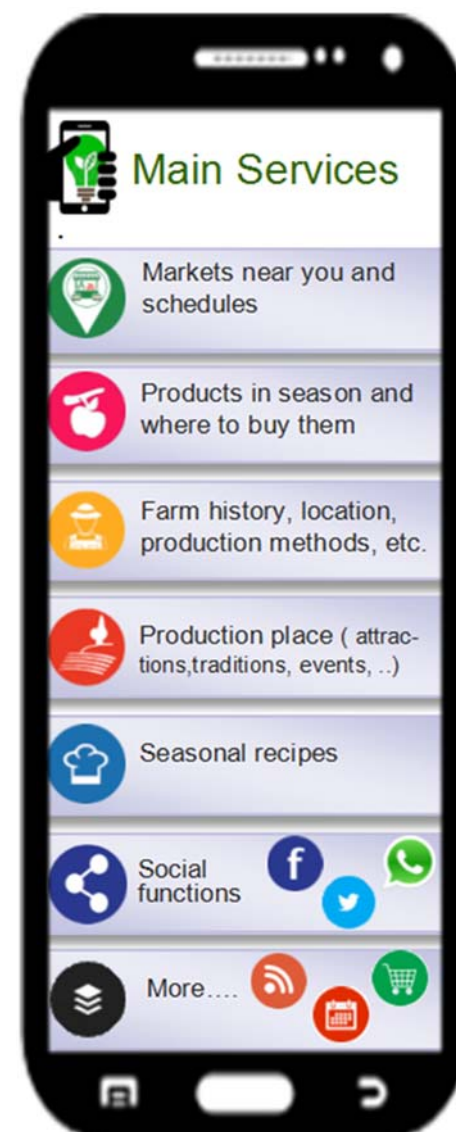 Main Services
.
Markets near you and
schedules
Products in season and
where to buy them
Farm history, location,
production methods, etc.
Production place ( attrac-
tions,traditions, events, ..)
Seasonal recipes
Social
functions
f
More....